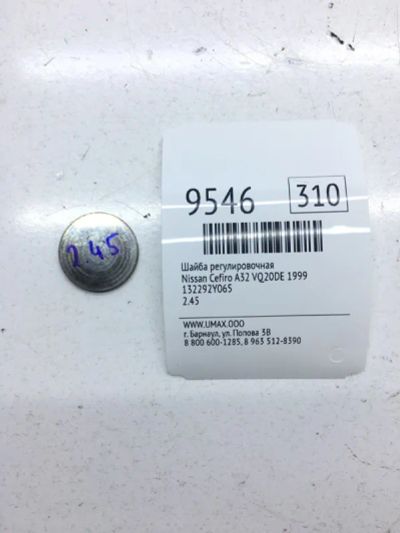 2.45
9546 310
Шайба регулировочная
Nissan Cefiro A32 VQ20DE 1999
132292Y065
2.45
WWW.UMAX.OOO
г. Барнаул, ул. Попова 3В
8 800 600-1285, 8 963 512-8390